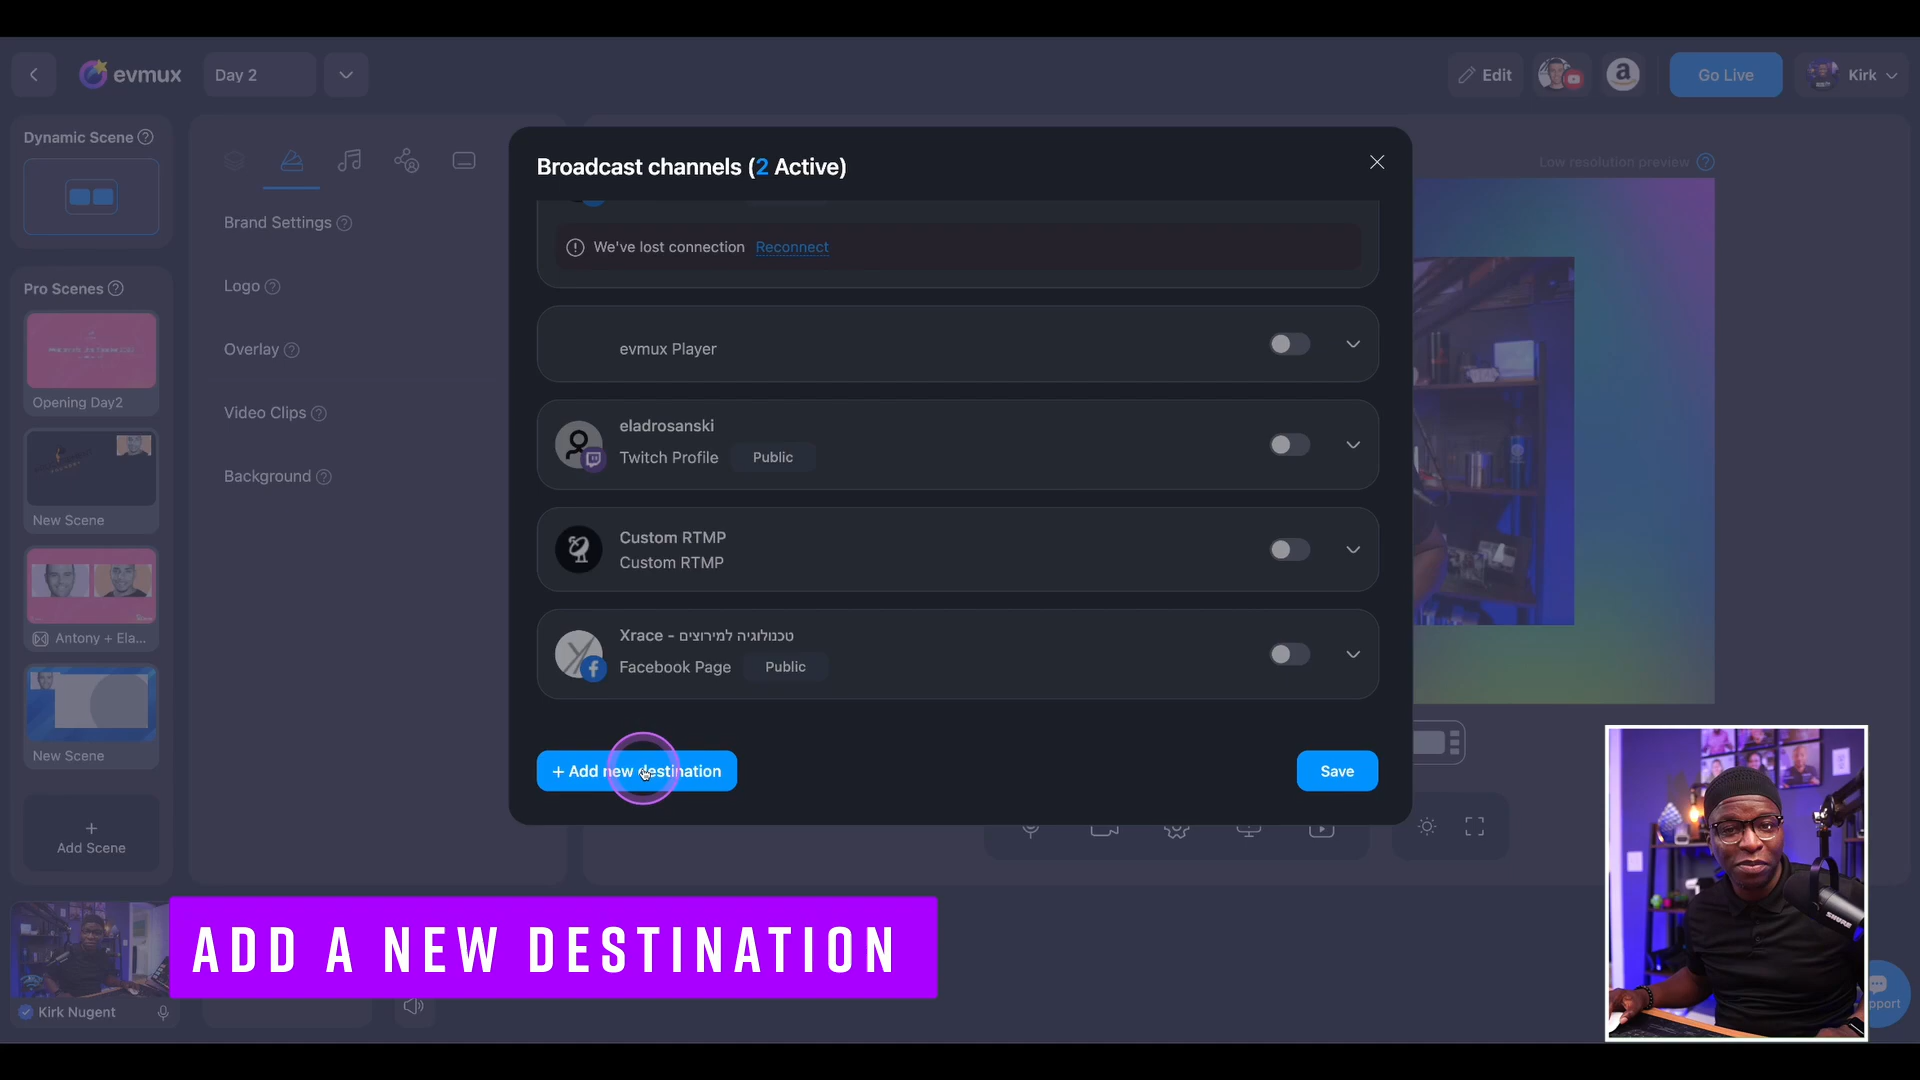 evmux
Day 2
Edit
a
Go Live
Kirk
Dynamic Scene ?
Brand Settings ?
Logo ?
Overlay ?
Video Clips ?
Background ?
Pro Scenes ?
Opening Day2
New Scene
Antony + Ela...
New Scene
+
Add Scene
Low resolution preview ?
Broadcast channels (2 Active)
We've lost connection Reconnect
evmux Player
eladrosanski
Twitch Profile Public
Custom RTMP
Custom RTMP
Xrace - טכנולוגיה למירוצים
Facebook Page Public
+ Add new destination
Save
ADD A NEW DESTINATION
Kirk Nugent
SHURE